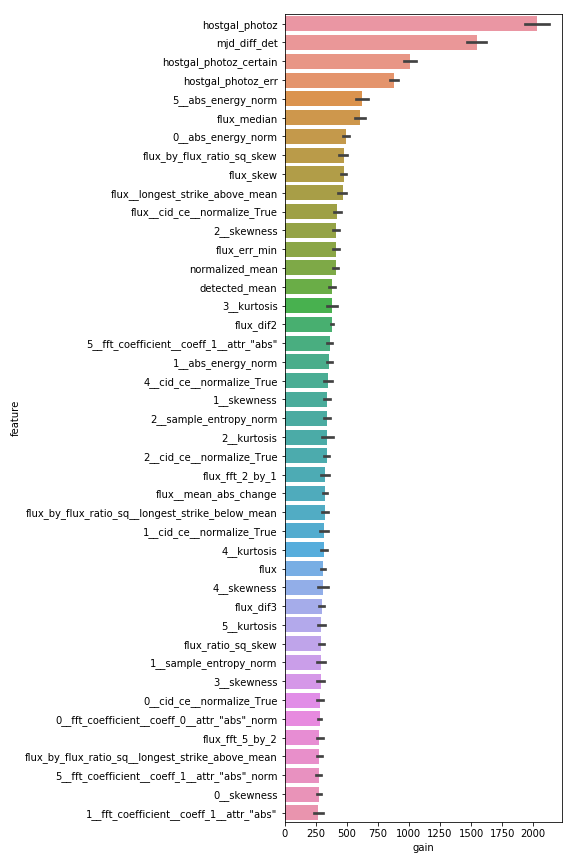 hostgal_photoz
mjd_diff_det
hostgal_photoz_certain
hostgal_photoz_err
5__abs_energy_norm
flux_median
0__abs_energy_norm
flux_by_flux_ratio_sq_skew
flux_skew
flux__longest_strike_above_mean
flux__cid_ce__normalize_True
2__skewness
flux_err_min
normalized_mean
detected_mean
3__kurtosis
flux_dif2
5__fft_coefficient__coeff_1__attr_"abs"
1__abs_energy_norm
4__cid_ce__normalize_True
1__skewness
2__sample_entropy_norm
2__kurtosis
2__cid_ce__normalize_True
flux_fft_2_by_1
flux__mean_abs_change
flux_by_flux_ratio_sq__longest_strike_below_mean
1__cid_ce__normalize_True
4__kurtosis
flux
4__skewness
flux_dif3
5__kurtosis
flux_ratio_sq_skew
1__sample_entropy_norm
3__skewness
0__cid_ce__normalize_True
0__fft_coefficient__coeff_0__attr_"abs"_norm
flux_fft_5_by_2
flux_by_flux_ratio_sq__longest_strike_above_mean
5__fft_coefficient__coeff_1__attr_"abs"_norm
0__skewness
1__fft_coefficient__coeff_1__attr_"abs"
feature
0 250 500 750 1000 1250 1500 1750 2000
gain